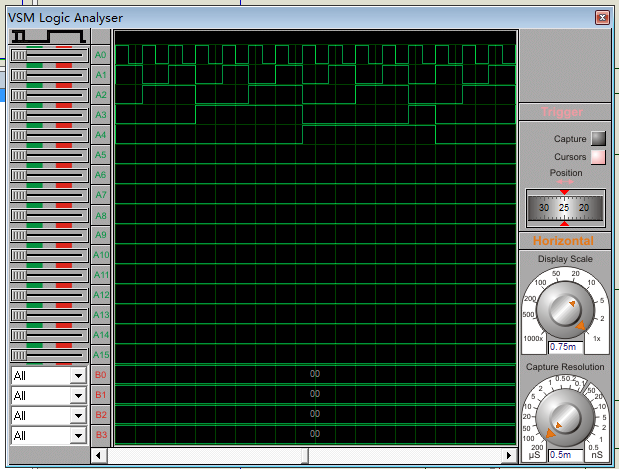 VSM Logic Analyser
A0
A1
A2
A3
A4
A5
A6
A7
A8
A9
A10
A11
A12
A13
A14
A15
All B0 00
All B1 00
All B2 00
All B3 00
Trigger
Capture
Cursors
Position
30 25 20
Horizontal
Display Scale
50 20
100 10
200 5
500 2
1000x 1x
0.75m
Capture Resolution
1 0.5 0.2 0.1
2 50
5 20
10 10
20 5
50 2
100 1
200 0.5
µS nS
0.5m